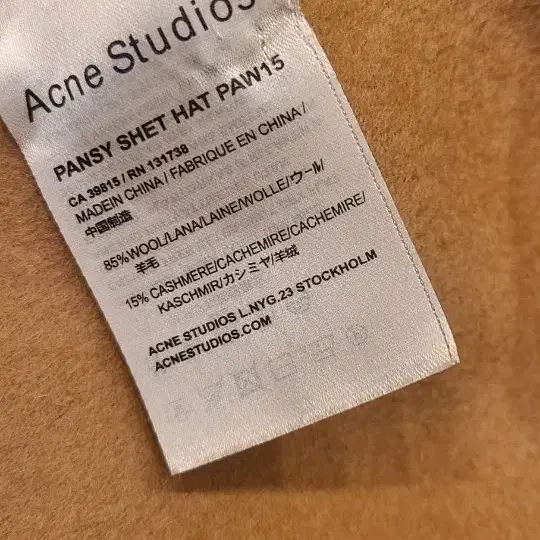 Acne Studios
PANSY SHET HAT PAW15
CA 39815 / RN 131738
MADE IN CHINA / FABRIQUE EN CHINA /
中国制造
85% WOOL/LANA/LAINE/WOLLE/ウール/
羊毛
15% CASHMERE/CACHEMIRE/CACHEMIRE/
KASCHMIR/カシミヤ/羊绒
ACNE STUDIOS L.NYG.23 STOCKHOLM
ACNESTUDIOS.COM